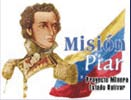 Misión
Piar
Proyecto Minero
Estado Bolívar